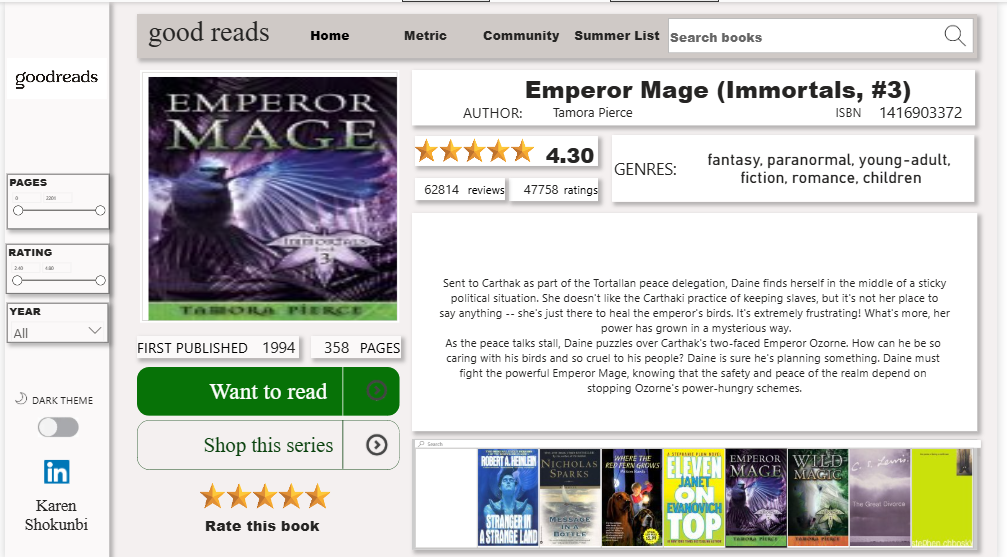 good reads
Home
Metric
Community
Summer List
Search books
goodreads
EMPEROR
MAGE
IMMORTALS
3
TAMORA PIERCE
Emperor Mage (Immortals, #3)
AUTHOR: Tamora Pierce
ISBN 1416903372
4.30
62814 reviews
47758 ratings
GENRES:
fantasy, paranormal, young-adult,
fiction, romance, children
PAGES
0 2201
RATING
YEAR
All
DARK THEME
in
Karen
Shokunbi
FIRST PUBLISHED 1994
358 PAGES
Want to read
Shop this series
Rate this book
Sent to Carthak as part of the Tortallan peace delegation, Daine finds herself in the middle of a sticky
political situation. She doesn't like the Carthaki practice of keeping slaves, but it's not her place to
say anything -- she's just there to heal the emperor's birds. It's extremely frustrating! What's more, her
power has grown in a mysterious way.
As the peace talks stall, Daine puzzles over Carthak's two-faced Emperor Ozorne. How can he be so
caring with his birds and so cruel to his people? Daine is sure he's planning something. Daine must
fight the powerful Emperor Mage, knowing that the safety and peace of the realm depend on
stopping Ozorne's power-hungry schemes.
Search
ROBERT A. HEINLEIN
STRANGER IN
A STRANGE LAND
NICHOLAS
SPARKS
MESSAGE
IN A
BOTTLE
WHERE THE
RED FERN GROWS
ELEVEN
JANET
ON
EVANOVICH
TOP
EMPEROR
MAGE
TAMORA PIERCE
WILD
MAGIC
TAMORA PIERCE
C. S. Lewis
The Great Divorce
stephen chbosky